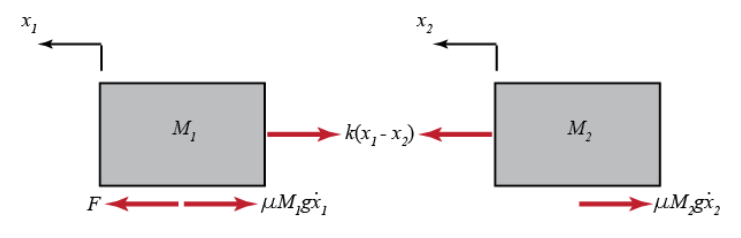 x₁ x₂
M₁ k(x₁ - x₂) M₂
F μM₁gẋ₁ μM₂gẋ₂